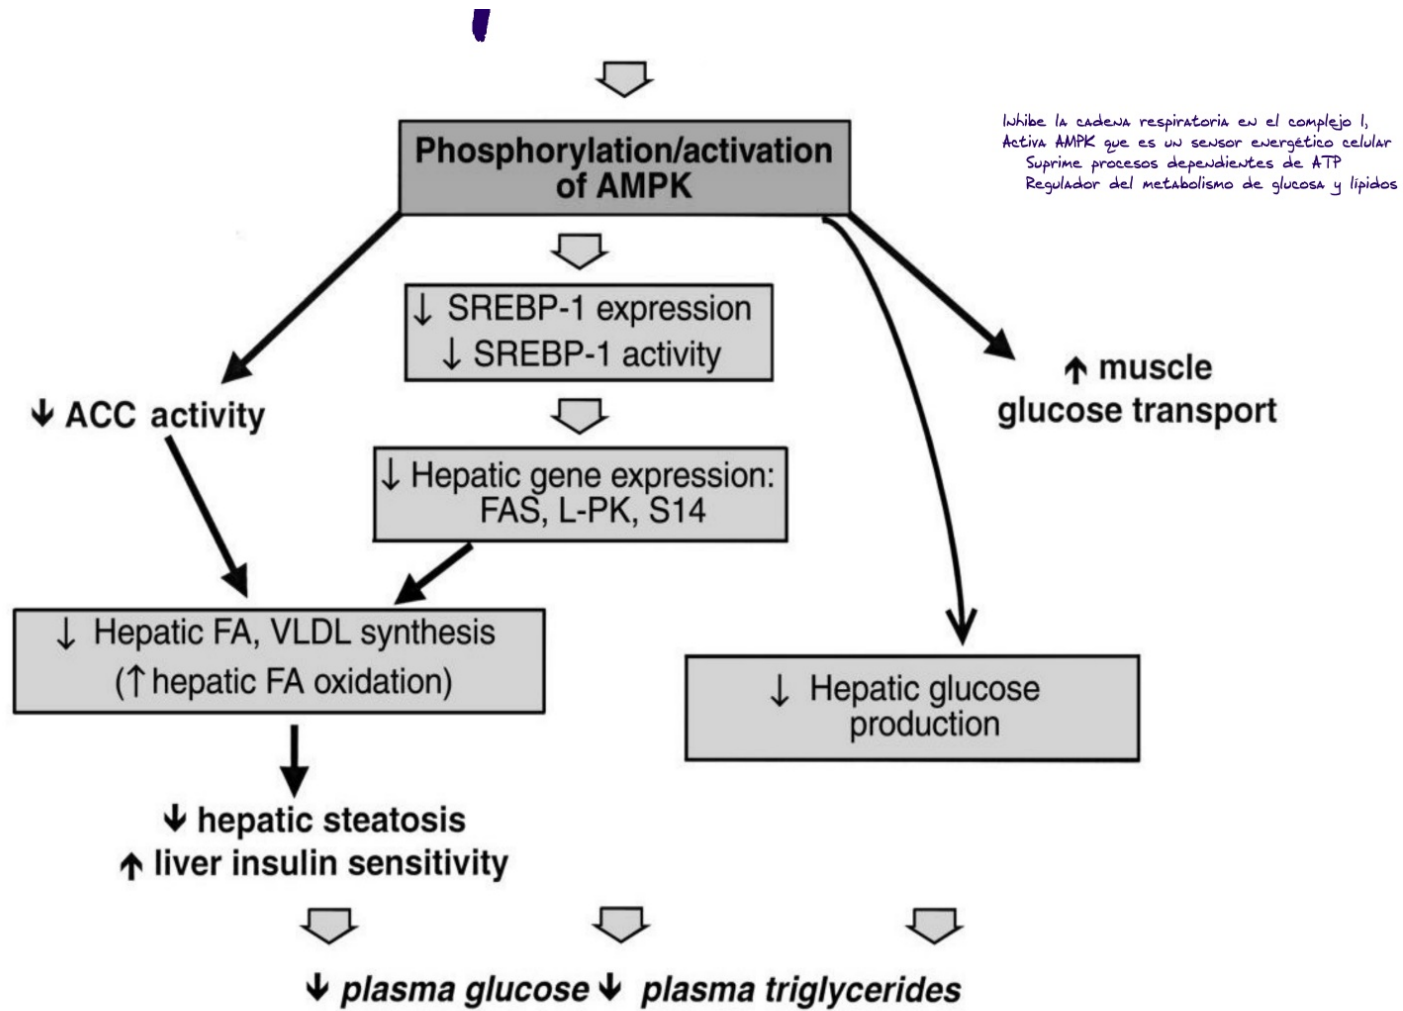 Phosphorylation/activation
of AMPK
Inhibe la cadena respiratoria en el complejo I,
Activa AMPK que es un sensor energético celular
Suprime procesos dependientes de ATP
Regulador del metabolismo de glucosa y lípidos
↓ SREBP-1 expression
↓ SREBP-1 activity
↑ muscle
glucose transport
↓ ACC activity
↓ Hepatic gene expression:
FAS, L-PK, S14
↓ Hepatic FA, VLDL synthesis
(↑ hepatic FA oxidation)
↓ Hepatic glucose
production
↓ hepatic steatosis
↑ liver insulin sensitivity
↓ plasma glucose ↓ plasma triglycerides